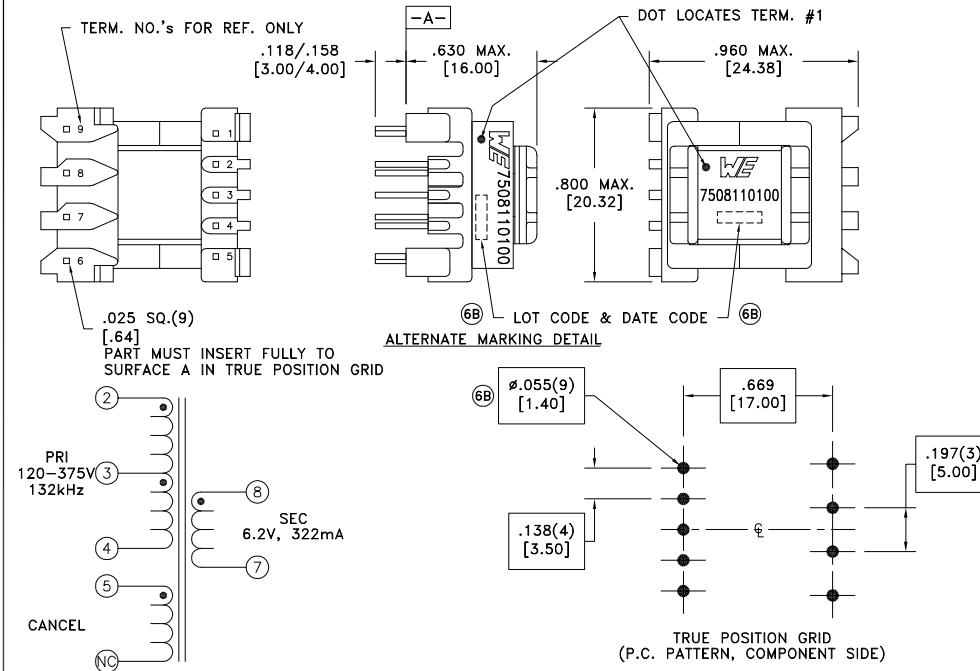 TERM. NO.'s FOR REF. ONLY
-A-
DOT LOCATES TERM. #1
.118/.158
[3.00/4.00]
.630 MAX.
[16.00]
.960 MAX.
[24.38]
9
8
7
6
1
2
3
4
5
WE 7508110100
.800 MAX.
[20.32]
WE
7508110100
.025 SQ.(9)
[.64]
PART MUST INSERT FULLY TO
SURFACE A IN TRUE POSITION GRID
6B LOT CODE & DATE CODE 6B
ALTERNATE MARKING DETAIL
2
PRI
120-375V
132kHz
3
4
5
CANCEL
NC
8
SEC
6.2V, 322mA
7
6B
ø.055(9)
[1.40]
.669
[17.00]
.197(3)
[5.00]
.138(4)
[3.50]
℄
TRUE POSITION GRID
(P.C. PATTERN, COMPONENT SIDE)